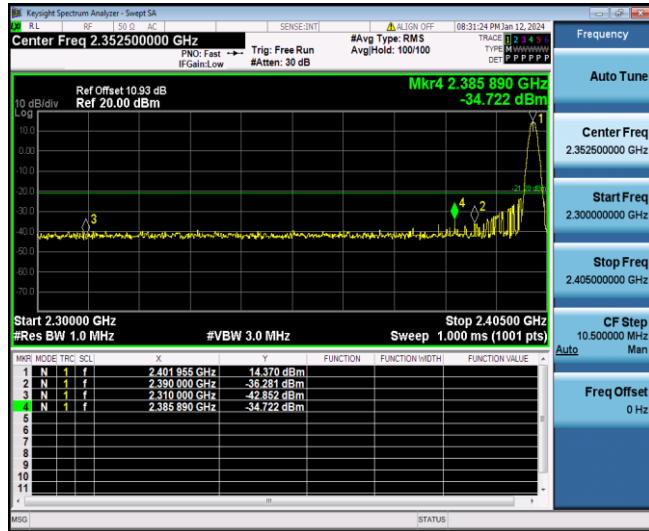 Keysight Spectrum Analyzer - Swept SA
RL RF 50 Ω AC SENSE:INT ALIGN OFF 08:31:24 PM Jan 12, 2024
Center Freq 2.352500000 GHz
PNO: Fast
IFGain:Low
Trig: Free Run
#Atten: 30 dB
#Avg Type: RMS
Avg|Hold: 100/100
TRACE 1 2 3 4 5 6
TYPE M W W W W W
DET P P P P P P
Frequency
Mkr4 2.385 890 GHz
-34.722 dBm
Ref Offset 10.93 dB
10 dB/div Ref 20.00 dBm
Log
10.0
0.00
-10.0
-20.0
-30.0
-40.0
-50.0
-60.0
-70.0
1
2
3
4
Start 2.30000 GHz Stop 2.40500 GHz
#Res BW 1.0 MHz #VBW 3.0 MHz Sweep 1.000 ms (1001 pts)
MKR MODE TRC SCL X Y FUNCTION FUNCTION WIDTH FUNCTION VALUE
1 N 1 f 2.401 955 GHz 14.370 dBm
2 N 1 f 2.390 000 GHz -36.281 dBm
3 N 1 f 2.310 000 GHz -42.852 dBm
4 N 1 f 2.385 890 GHz -34.722 dBm
5
6
7
8
9
10
11
MSG STATUS
Auto Tune
Center Freq
2.352500000 GHz
Start Freq
2.300000000 GHz
Stop Freq
2.405000000 GHz
CF Step
10.500000 MHz
Auto Man
Freq Offset
0 Hz